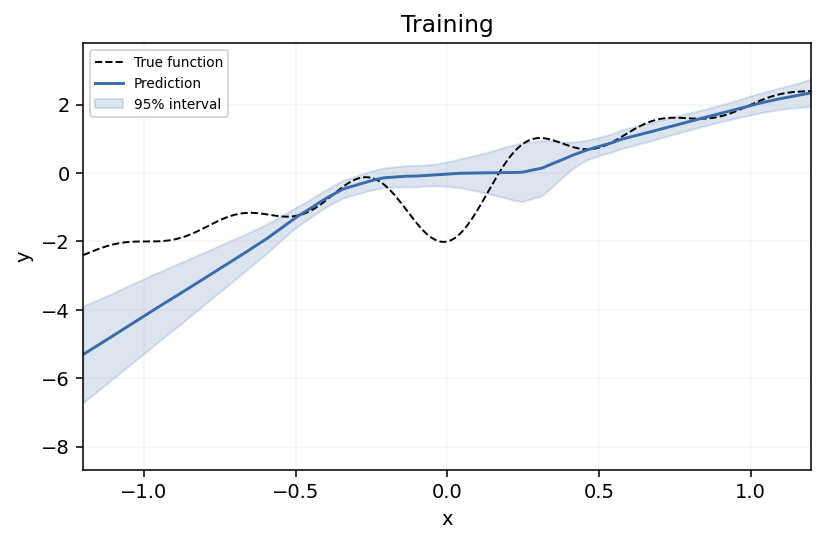 Training
True function
Prediction
95% interval
y
2
0
−2
−4
−6
−8
−1.0
−0.5
0.0
0.5
1.0
x